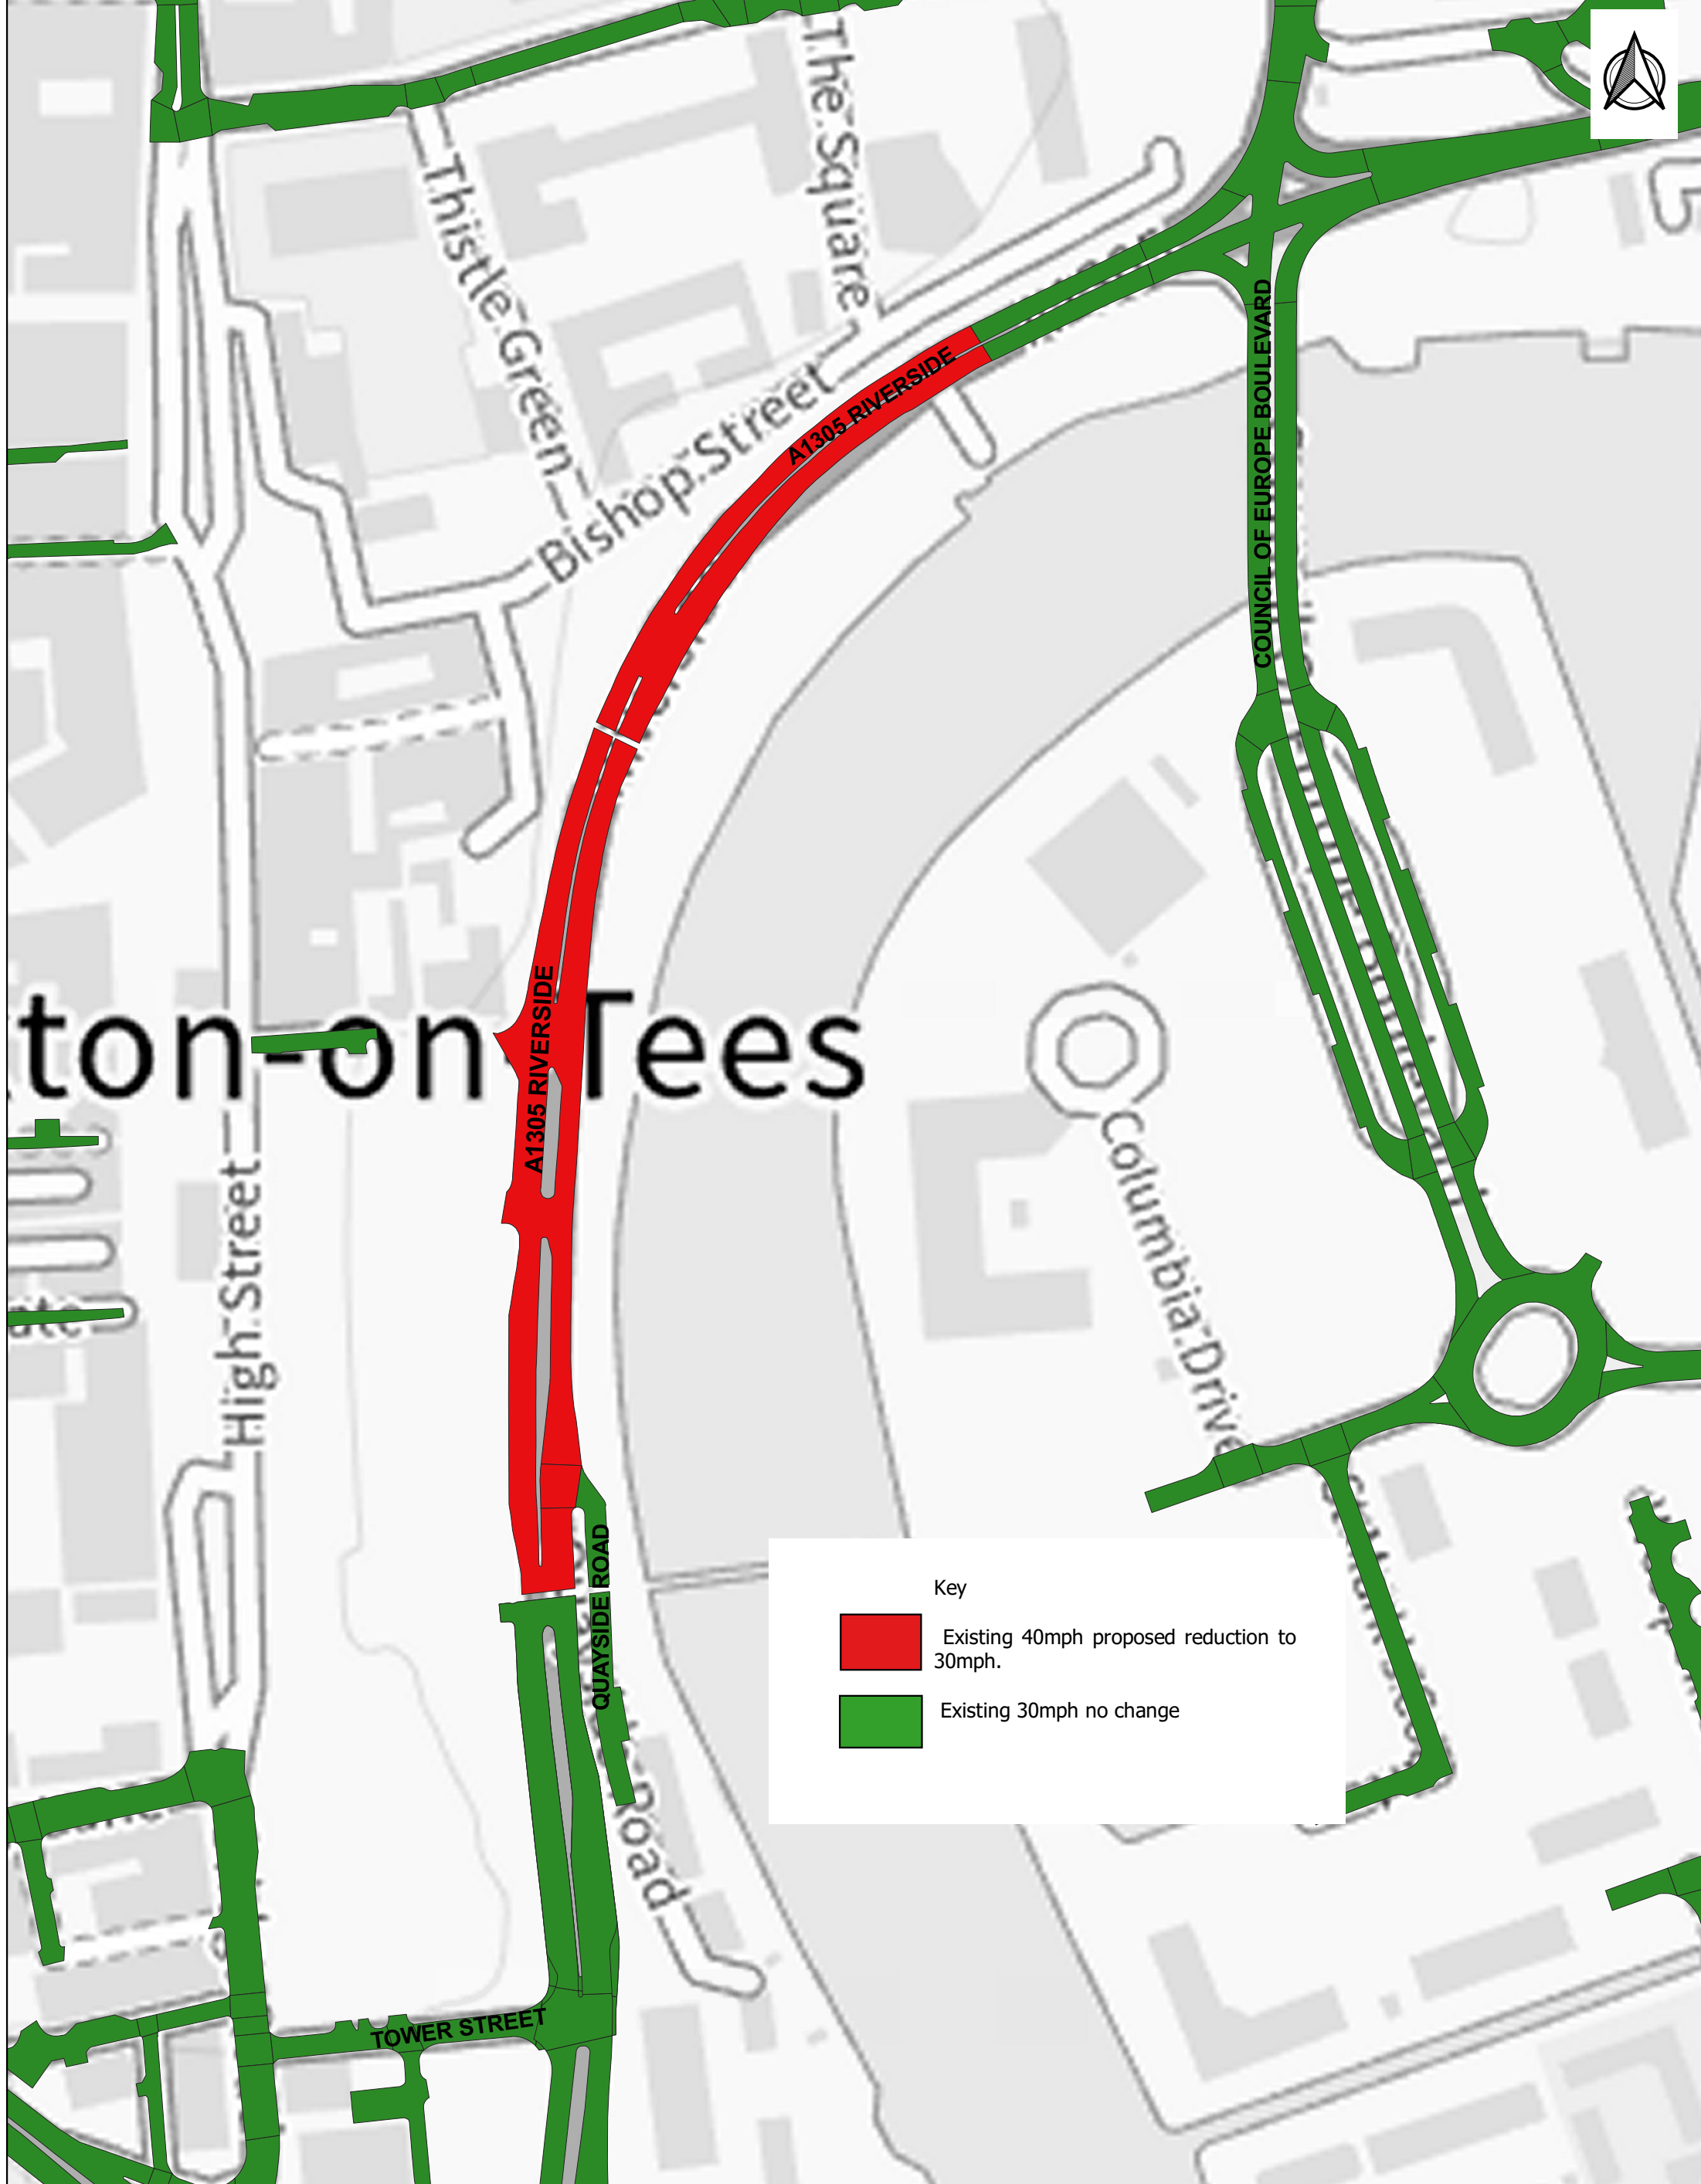 The Square
Thistle Green
Bishop Street
A1305 RIVERSIDE
COUNCIL OF EUROPE BOULEVARD
A1305 RIVERSIDE
ton-on-Tees
High Street
Columbia Drive
QUAYSIDE ROAD
Road
Key
Existing 40mph proposed reduction to
30mph.
Existing 30mph no change
TOWER STREET